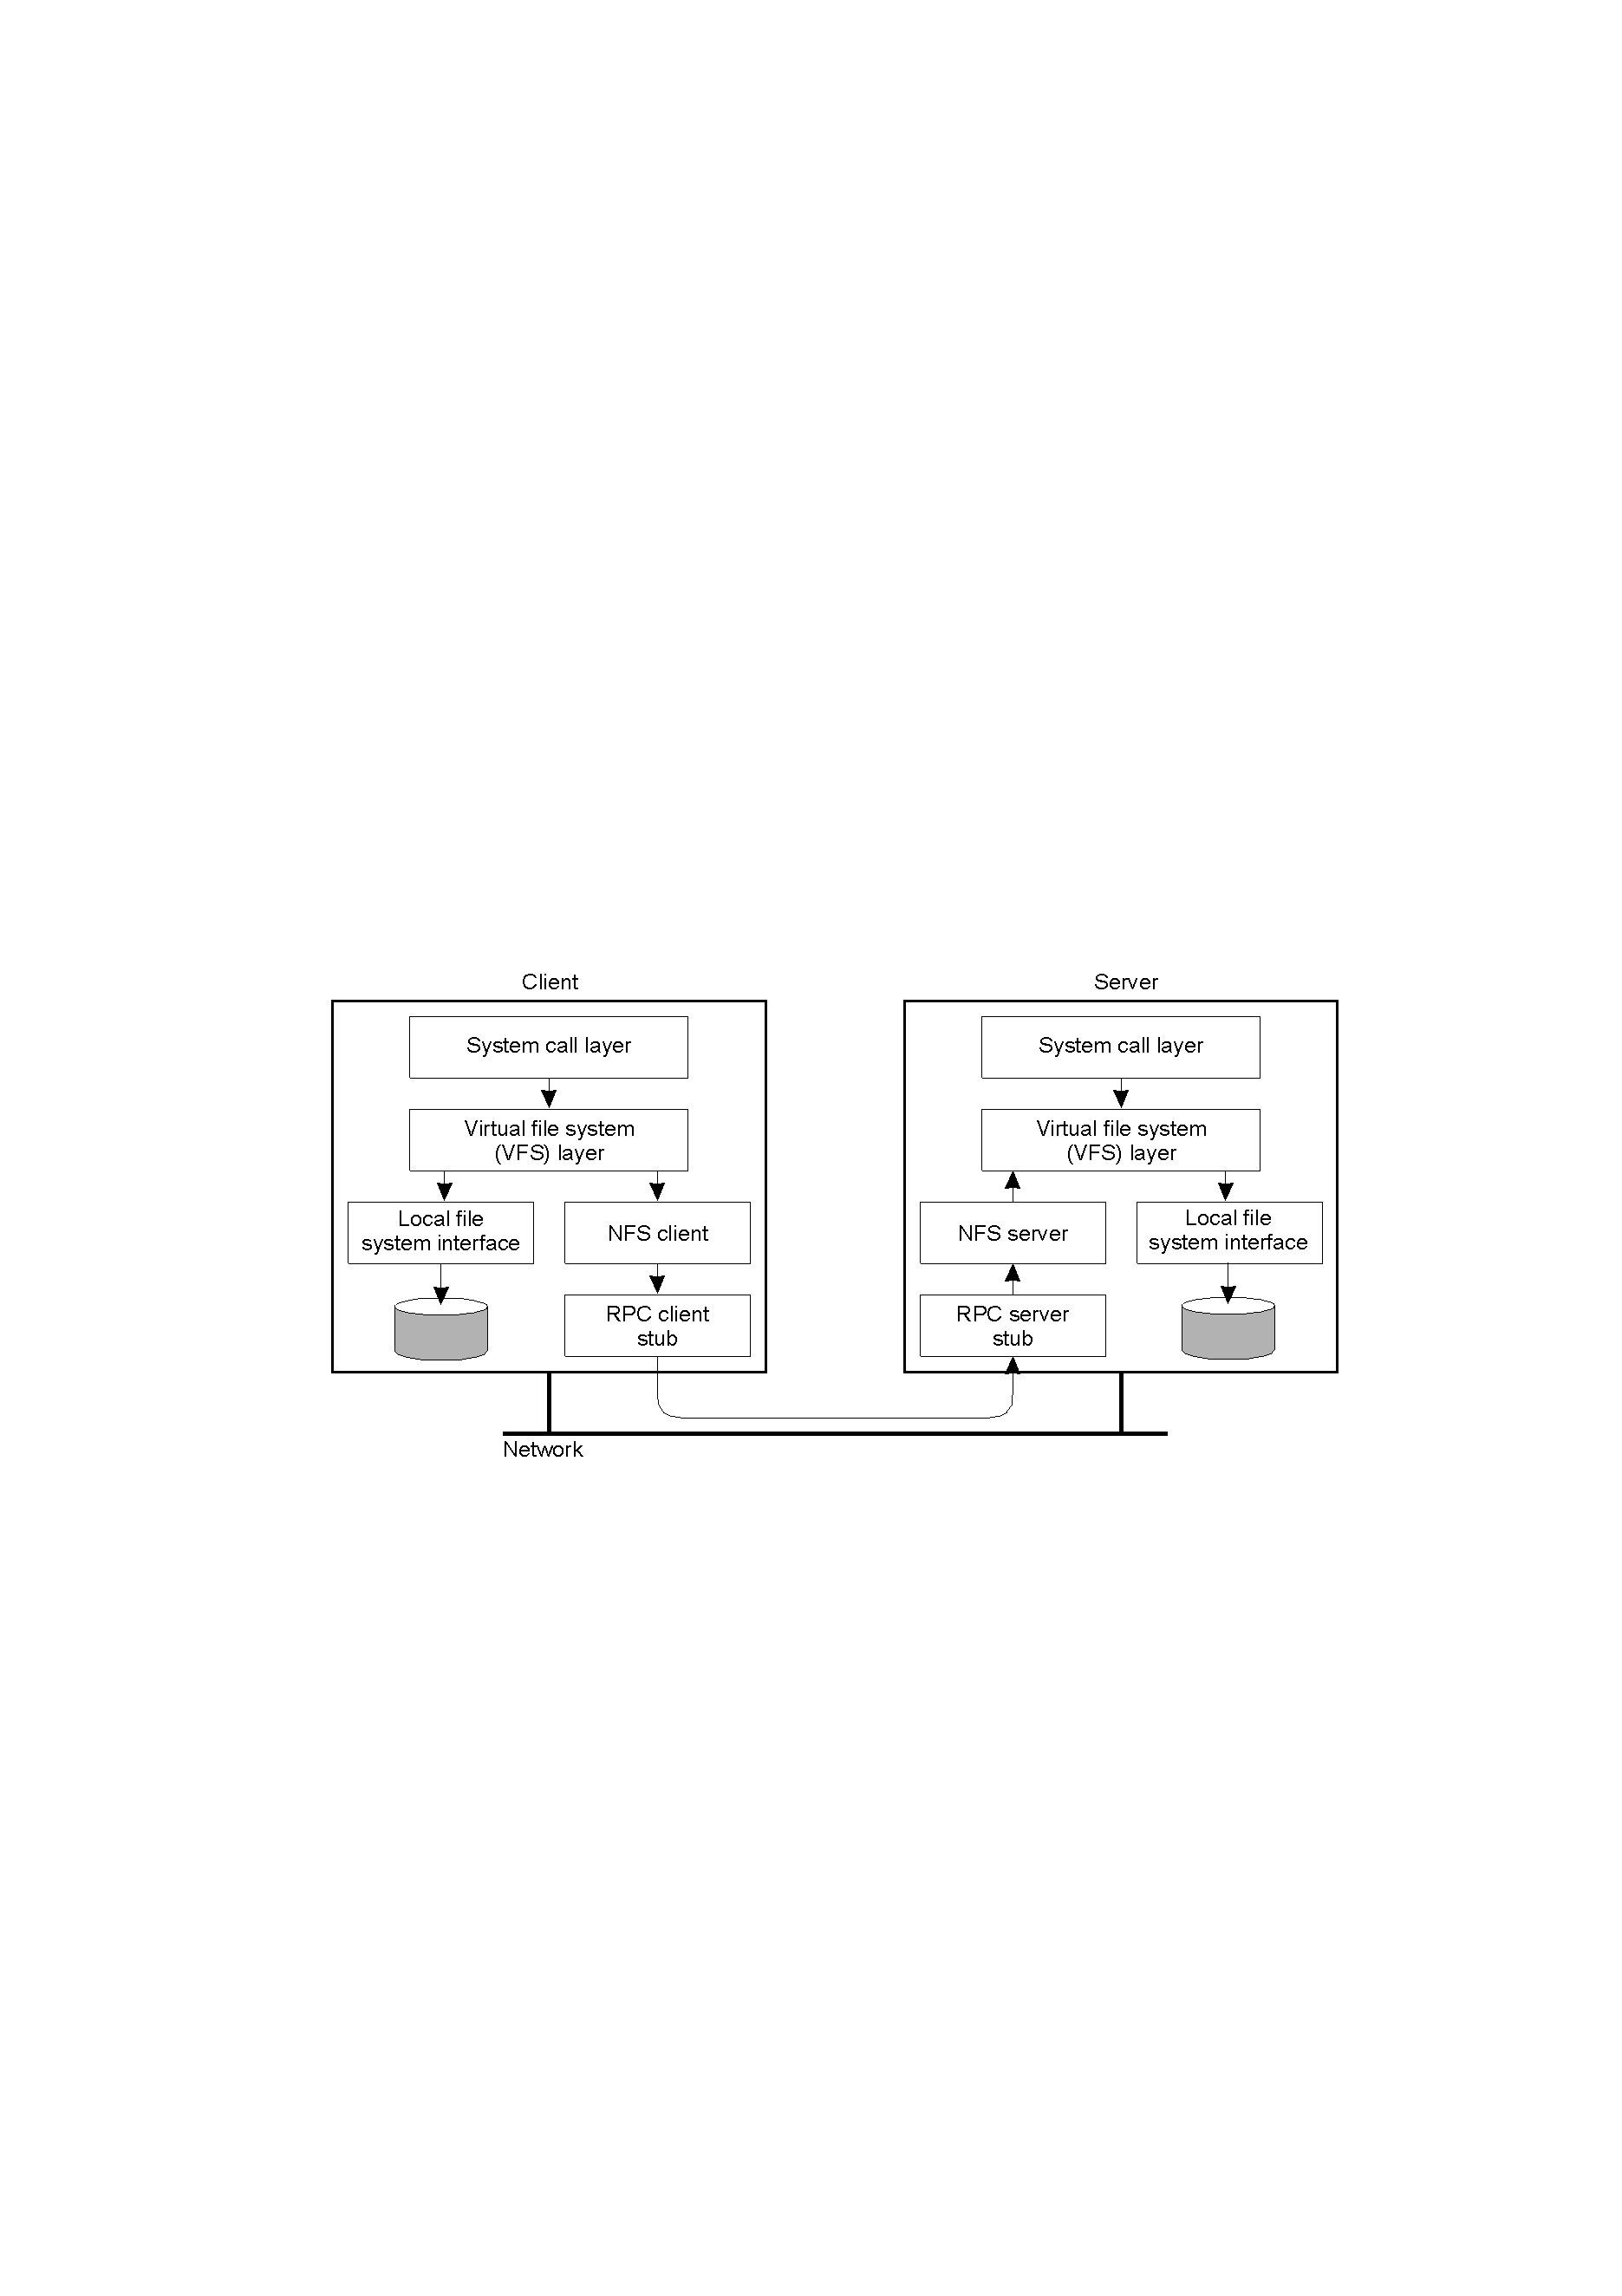 Client
System call layer
Virtual file system
(VFS) layer
Local file
system interface
NFS client
RPC client
stub
Server
System call layer
Virtual file system
(VFS) layer
NFS server
Local file
system interface
RPC server
stub
Network